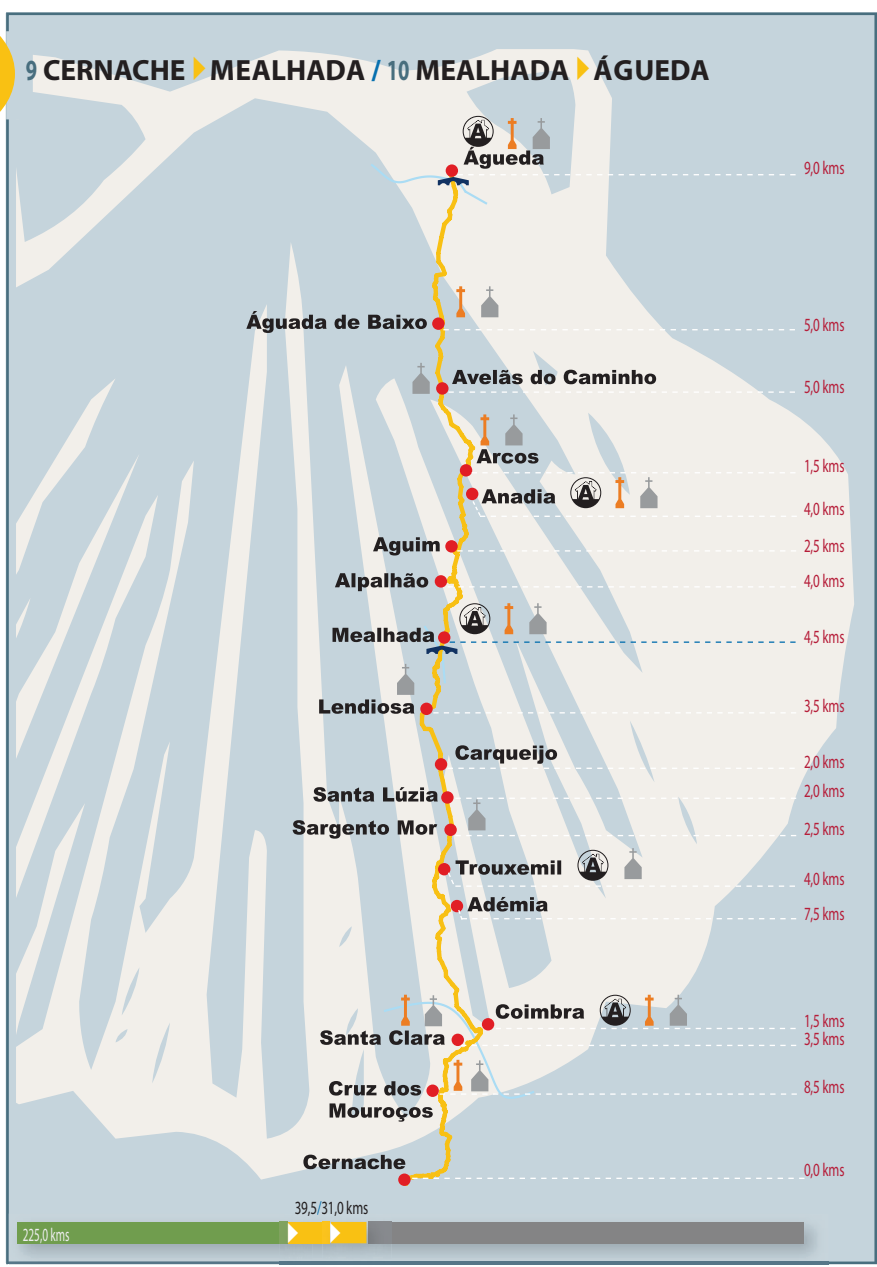 9 CERNACHE MEALHADA / 10 MEALHADA ÁGUEDA
A
Águeda
9,0 kms
Águada de Baixo
5,0 kms
Avelãs do Caminho
5,0 kms
Arcos
1,5 kms
Anadia A
4,0 kms
Aguim
2,5 kms
Alpalhão
4,0 kms
A
Mealhada
4,5 kms
Lendiosa
3,5 kms
Carqueijo
2,0 kms
Santa Lúzia
2,0 kms
Sargento Mor
2,5 kms
Trouxemil A
4,0 kms
Adémia
7,5 kms
Coimbra A
1,5 kms
Santa Clara
3,5 kms
Cruz dos
Mouroços
8,5 kms
Cernache
0,0 kms
39,5/31,0 kms
225,0 kms